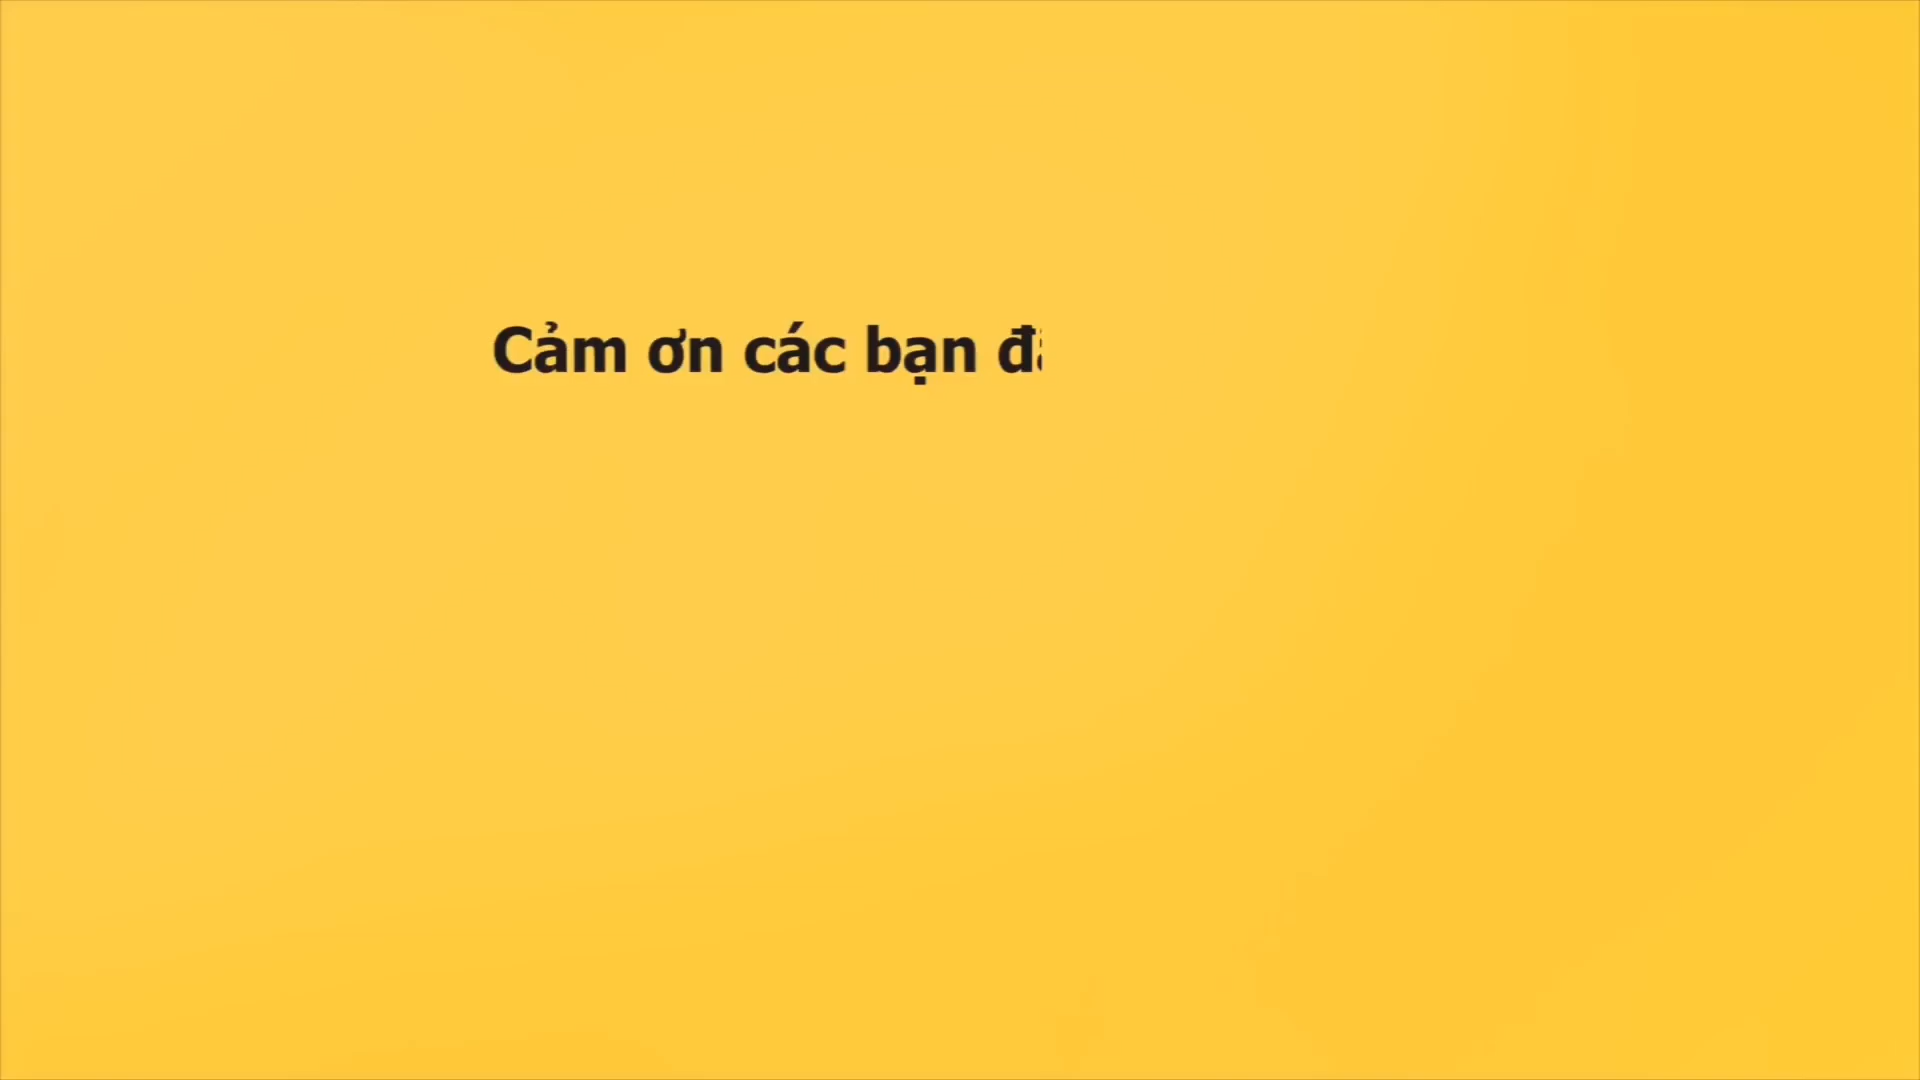 Cảm ơn các bạn